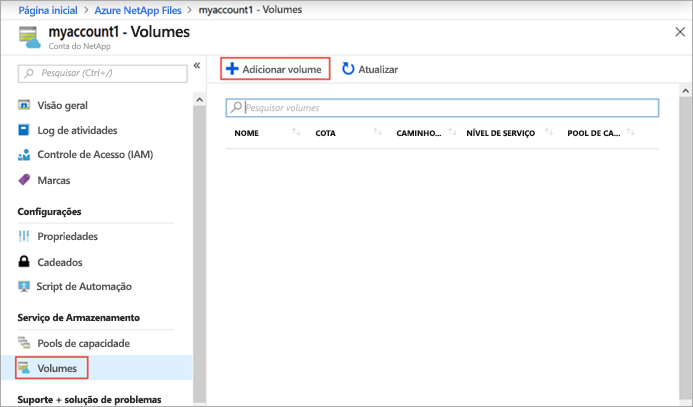 Página inicial > Azure NetApp Files > myaccount1 - Volumes
myaccount1 - Volumes
Conta do NetApp
Pesquisar (Ctrl+/)
«
Visão geral
Log de atividades
Controle de Acesso (IAM)
Marcas
Configurações
Propriedades
Cadeados
Script de Automação
Serviço de Armazenamento
Pools de capacidade
Volumes
Suporte + solução de problemas
Adicionar volume
Atualizar
Pesquisar volumes
NOME COTA CAMINHO... NÍVEL DE SERVIÇO POOL DE CA...